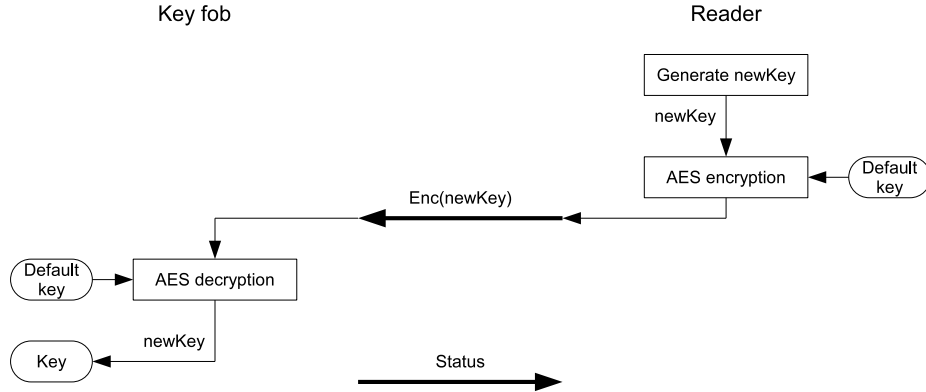 Key fob
Reader
Generate newKey
newKey
AES encryption
Default
key
Enc(newKey)
Default
key
AES decryption
newKey
Key
Status